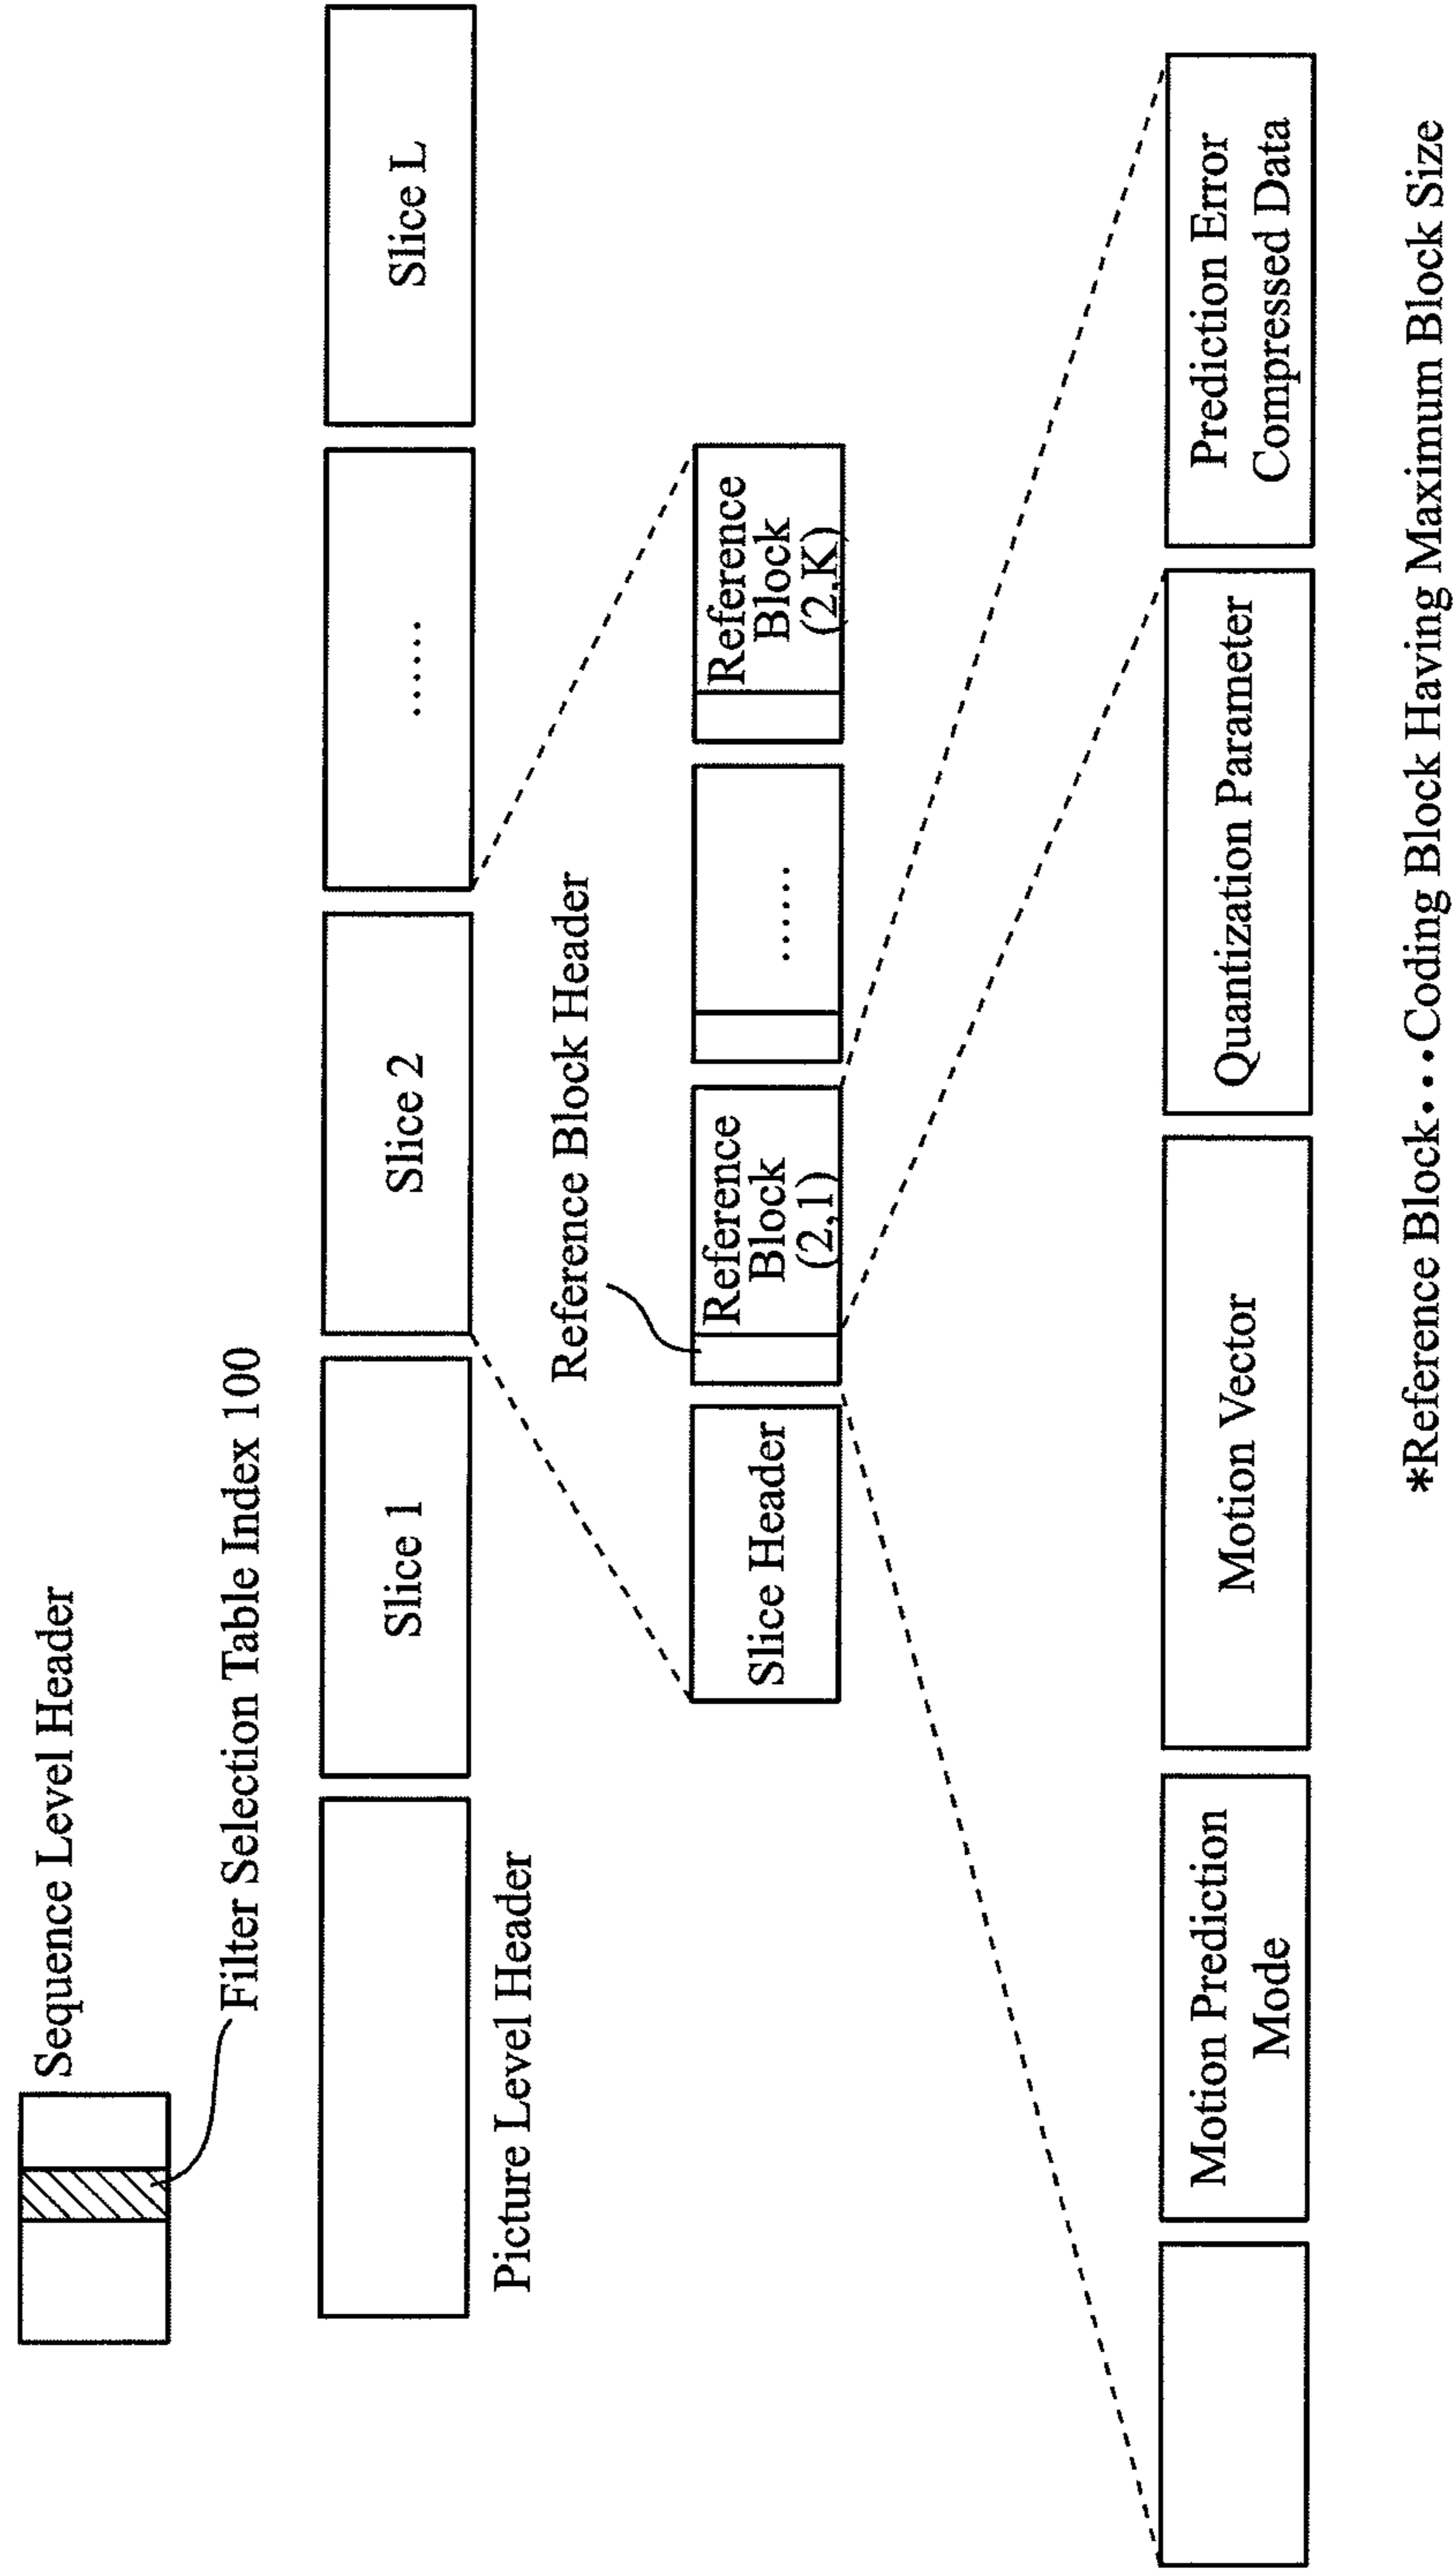 Sequence Level Header
Filter Selection Table Index 100
Slice 1
Slice 2
......
Slice L
Picture Level Header
Reference Block Header
Slice Header
Reference
Block
(2,1)
......
Reference
Block
(2,K)
Motion Prediction
Mode
Motion Vector
Quantization Parameter
Prediction Error
Compressed Data
*Reference Block•••Coding Block Having Maximum Block Size